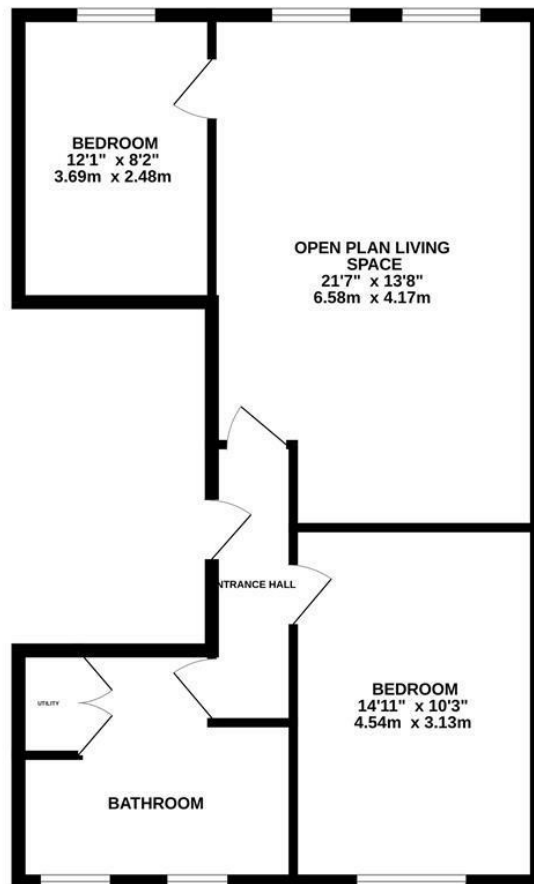 BEDROOM
12'1" x 8'2"
3.69m x 2.48m
OPEN PLAN LIVING
SPACE
21'7" x 13'8"
6.58m x 4.17m
NTRANCE HALL
UTILITY
BEDROOM
14'11" x 10'3"
4.54m x 3.13m
BATHROOM